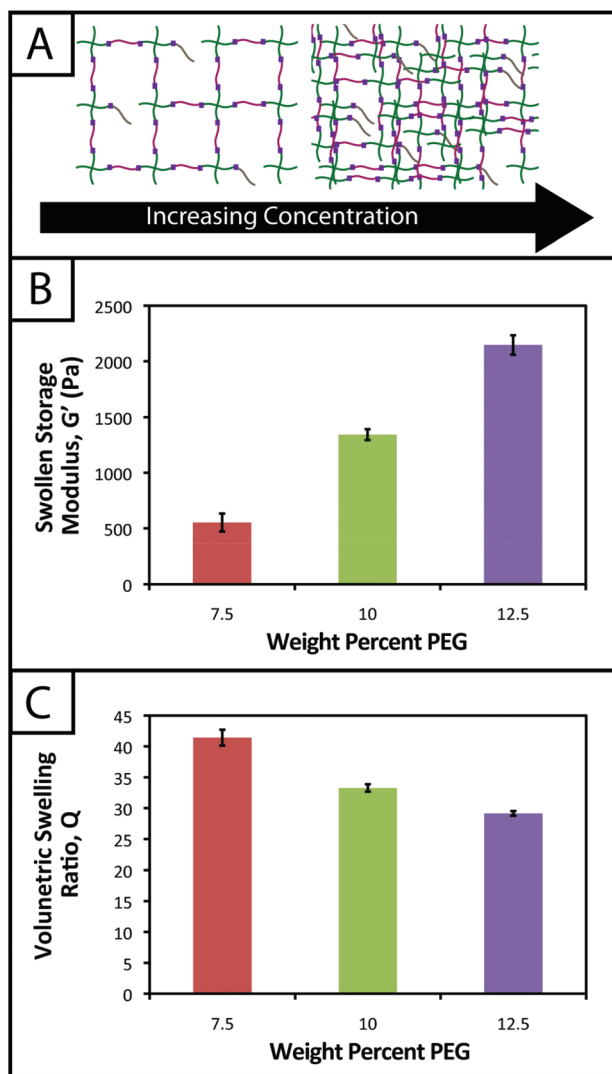 A
Increasing Concentration
B
Swollen Storage
Modulus, G' (Pa)
2500
2000
1500
1000
500
0
7.5 10 12.5
Weight Percent PEG
C
Volunetric Swelling
Ratio, Q
45
40
35
30
25
20
15
10
5
0
7.5 10 12.5
Weight Percent PEG